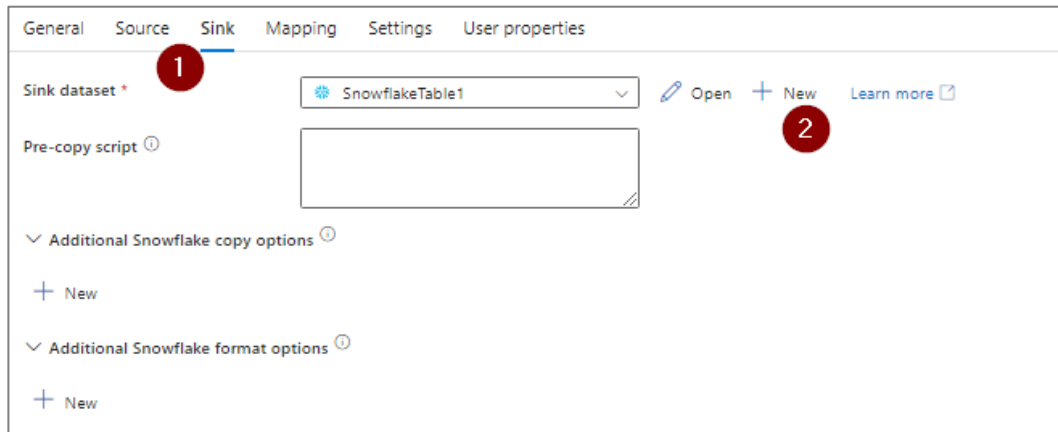 General Source Sink Mapping Settings User properties
1
Sink dataset * SnowflakeTable1 Open New Learn more
2
Pre-copy script
Additional Snowflake copy options
New
Additional Snowflake format options
New